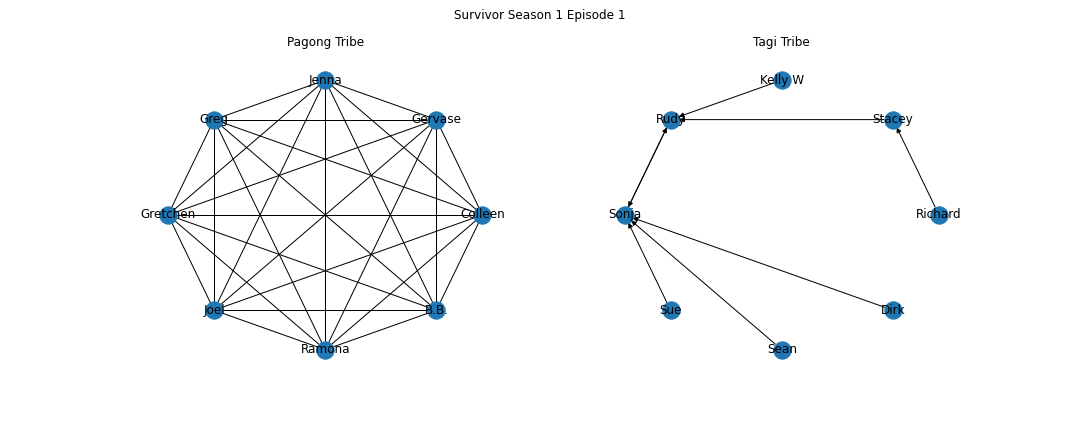 Survivor Season 1 Episode 1
Pagong Tribe
Tagi Tribe
Jenna
Kelly W
Greg
Gervase
Rudy
Stacey
Gretchen
Colleen
Sonja
Richard
Joel
B.B.
Sue
Dirk
Ramona
Sean